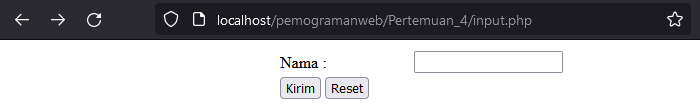 localhost/pemogramanweb/Pertemuan_4/input.php
Nama :
Kirim Reset